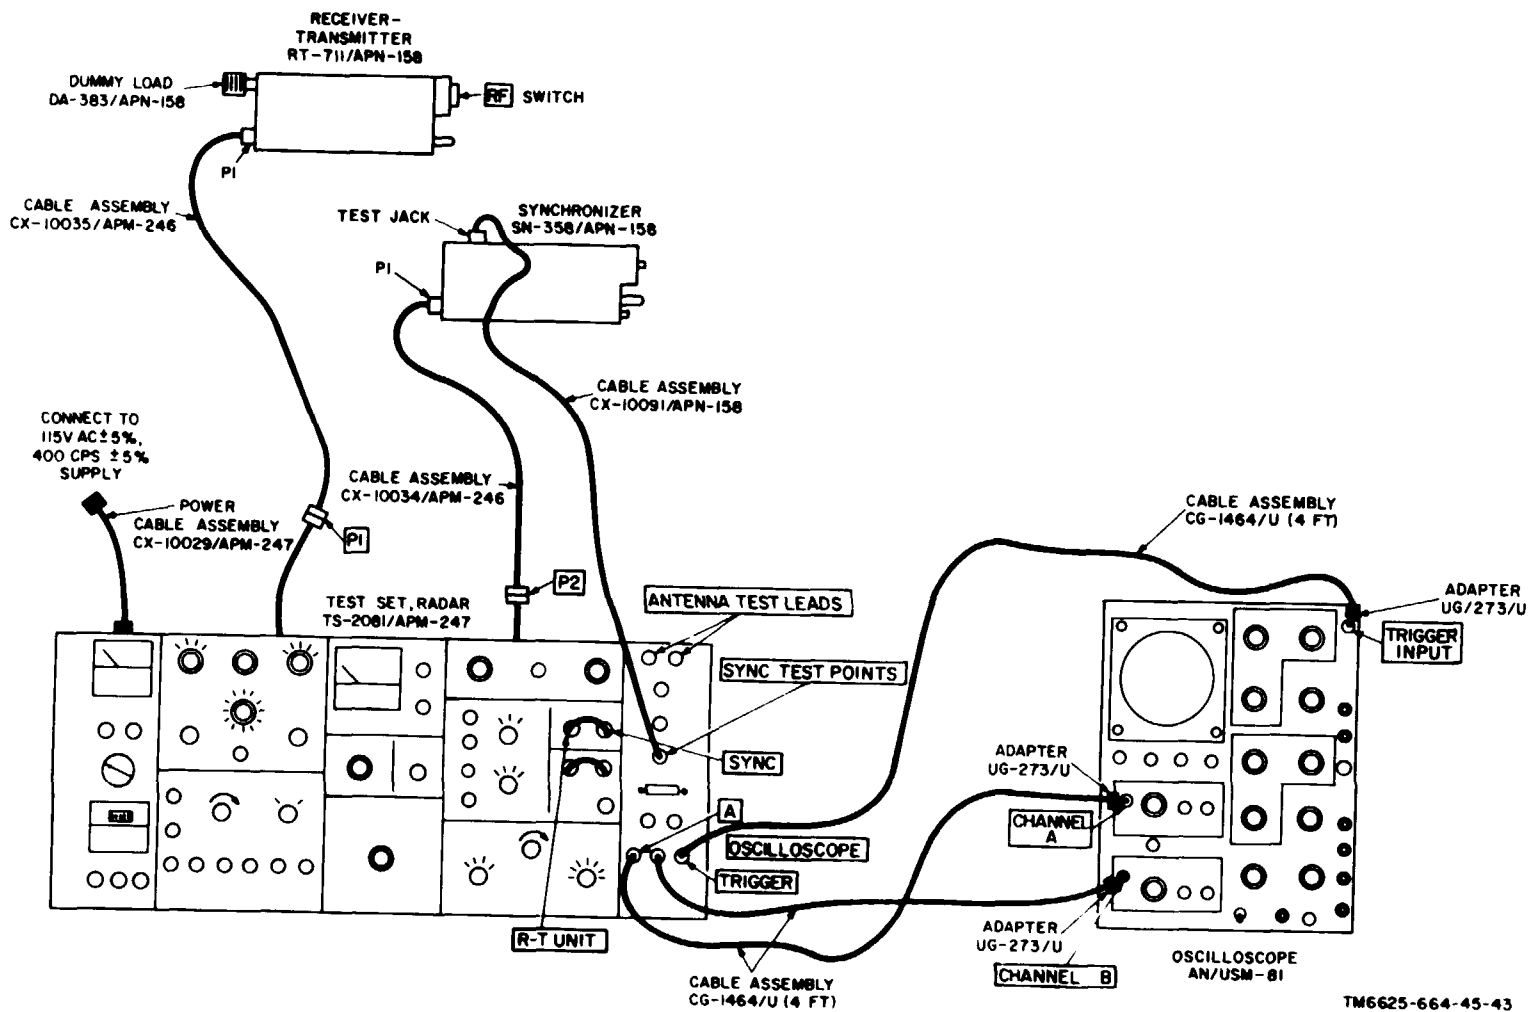 RECEIVER-
TRANSMITTER
RT-711/APN-158
DUMMY LOAD
DA-383/APN-158
RF SWITCH
P1
CABLE ASSEMBLY
CX-10035/APM-246
TEST JACK
SYNCHRONIZER
SN-358/APN-158
P1
CABLE ASSEMBLY
CX-10091/APN-158
CONNECT TO
115V AC ±5%,
400 CPS ±5%
SUPPLY
POWER
CABLE ASSEMBLY
CX-10029/APM-247
P1
CABLE ASSEMBLY
CX-10034/APM-246
P2
TEST SET, RADAR
TS-2081/APM-247
ANTENNA TEST LEADS
SYNC TEST POINTS
SYNC
A
OSCILLOSCOPE
TRIGGER
R-T UNIT
CABLE ASSEMBLY
CG-1464/U (4 FT)
CABLE ASSEMBLY
CG-1464/U (4 FT)
ADAPTER
UG/273/U
TRIGGER
INPUT
ADAPTER
UG-273/U
CHANNEL
A
ADAPTER
UG-273/U
CHANNEL B
OSCILLOSCOPE
AN/USM-81
TM6625-664-45-43